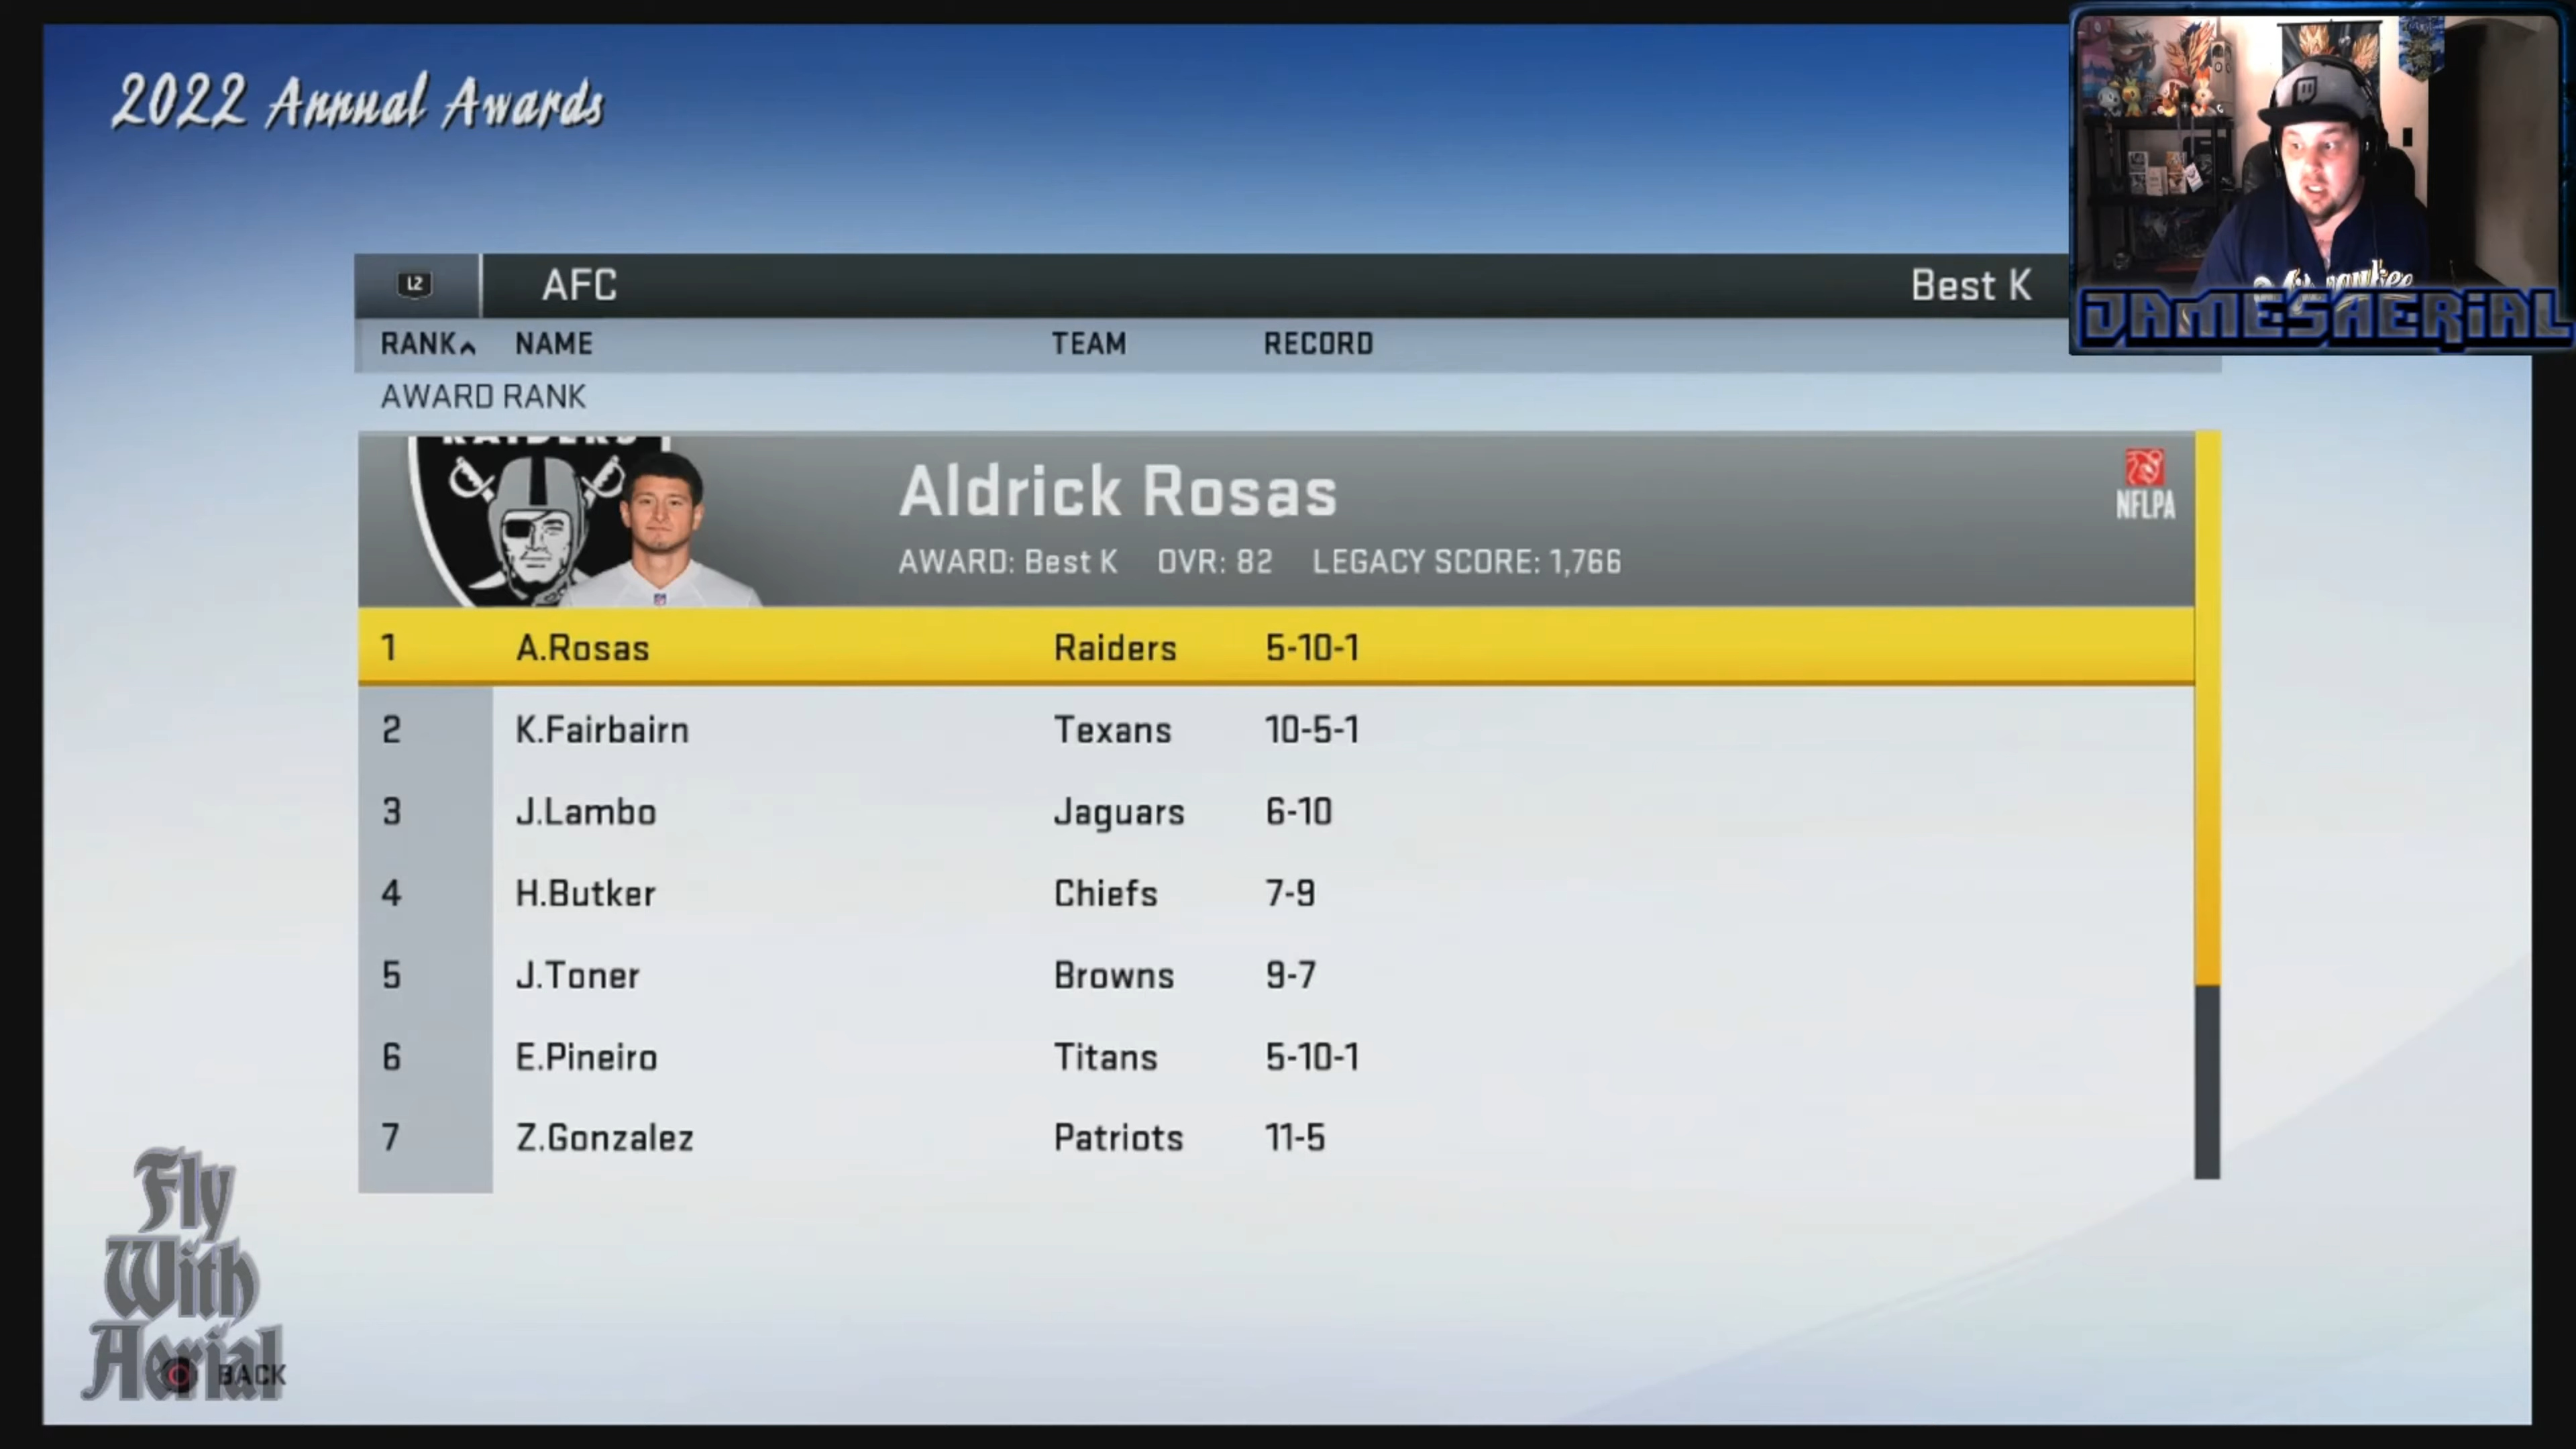 2022 Annual Awards
L2 AFC Best K
RANK NAME TEAM RECORD
AWARD RANK
RAIDERS
Aldrick Rosas
NFLPA
AWARD: Best K OVR: 82 LEGACY SCORE: 1,766
1 A.Rosas Raiders 5-10-1
2 K.Fairbairn Texans 10-5-1
3 J.Lambo Jaguars 6-10
4 H.Butker Chiefs 7-9
5 J.Toner Browns 9-7
6 E.Pineiro Titans 5-10-1
7 Z.Gonzalez Patriots 11-5
Milwaukee
JAMESAERIAL
Fly
With
Aerial
BACK